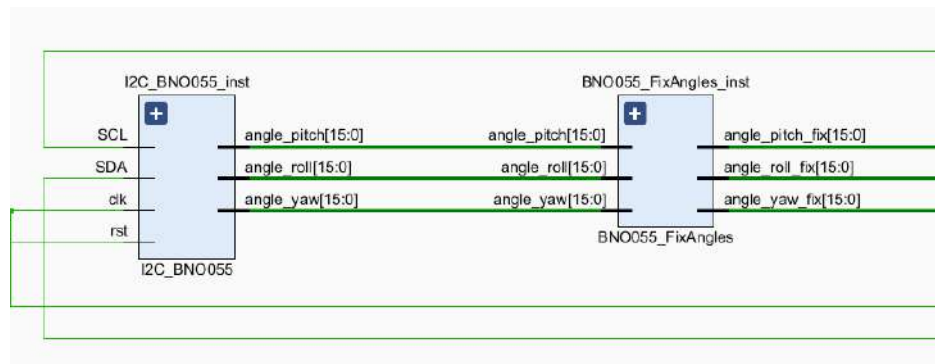 I2C_BNO055_inst
BNO055_FixAngles_inst
SCL
angle_pitch[15:0]
angle_pitch[15:0]
angle_pitch_fix[15:0]
SDA
angle_roll[15:0]
angle_roll[15:0]
angle_roll_fix[15:0]
clk
angle_yaw[15:0]
angle_yaw[15:0]
angle_yaw_fix[15:0]
rst
BNO055_FixAngles
I2C_BNO055